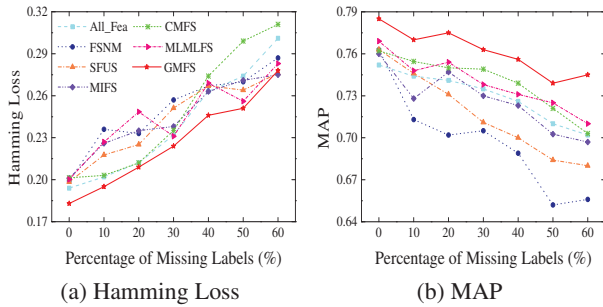 Hamming Loss
0.32
0.29
0.26
0.23
0.20
0.17
All_Fea
FSNM
SFUS
MIFS
CMFS
MLMLFS
GMFS
0 10 20 30 40 50 60
Percentage of Missing Labels (%)
(a) Hamming Loss
MAP
0.79
0.76
0.73
0.70
0.67
0.64
0 10 20 30 40 50 60
Percentage of Missing Labels (%)
(b) MAP